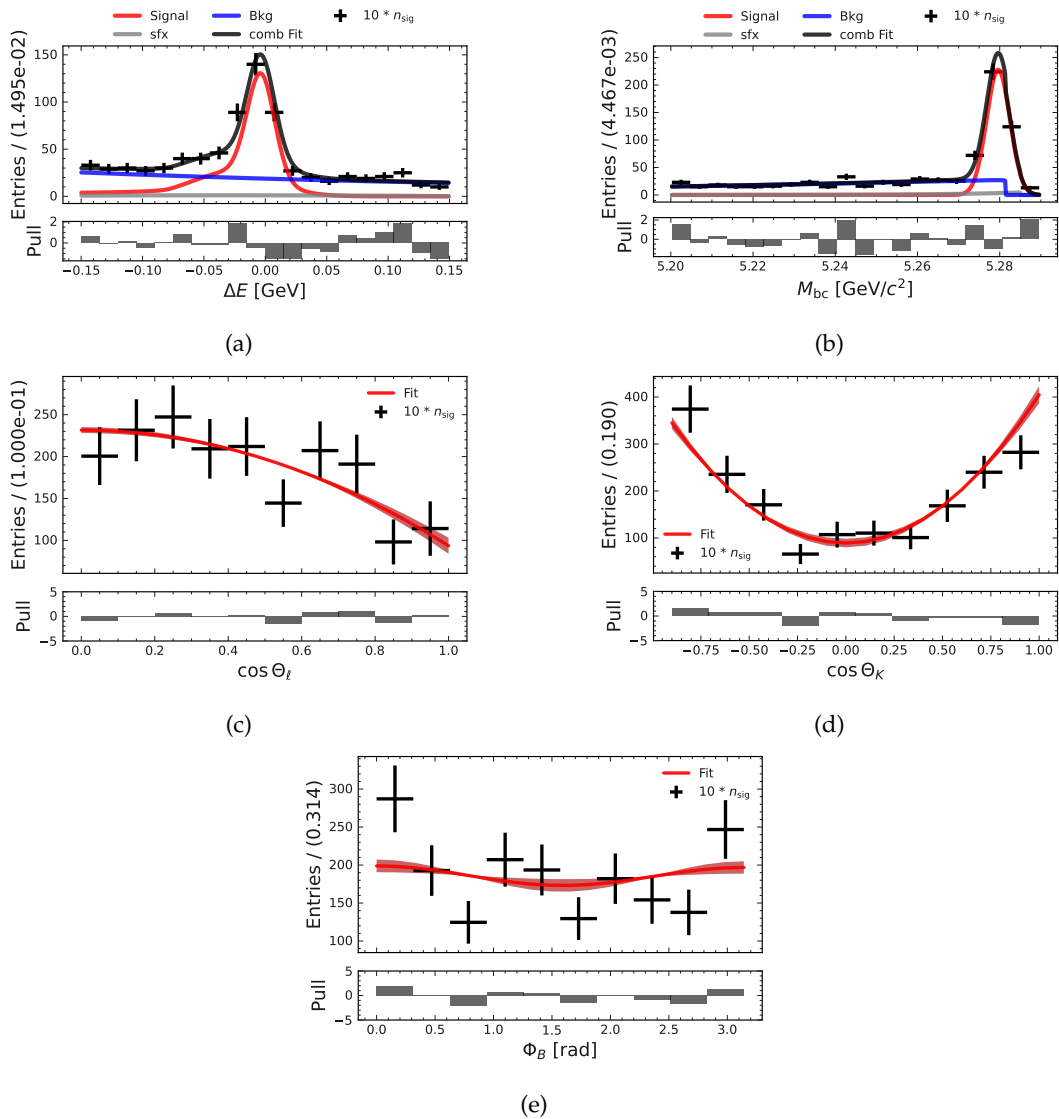 Signal Bkg 10 * n_sig
sfx comb Fit
Entries / (1.495e-02)
150
100
50
0
Pull
2
0
−0.15 −0.10 −0.05 0.00 0.05 0.10 0.15
ΔE [GeV]
(a)
Signal Bkg 10 * n_sig
sfx comb Fit
Entries / (4.467e-03)
250
200
150
100
50
0
Pull
2
0
5.20 5.22 5.24 5.26 5.28
M_bc [GeV/c²]
(b)
Fit
10 * n_sig
Entries / (1.000e-01)
250
200
150
100
Pull
5
0
−5
0.0 0.2 0.4 0.6 0.8 1.0
cos Θ_ℓ
(c)
Entries / (0.190)
400
300
200
100
Fit
10 * n_sig
Pull
5
0
−5
−0.75 −0.50 −0.25 0.00 0.25 0.50 0.75 1.00
cos Θ_K
(d)
Fit
10 * n_sig
Entries / (0.314)
300
250
200
150
100
Pull
5
0
−5
0.0 0.5 1.0 1.5 2.0 2.5 3.0
Φ_B [rad]
(e)